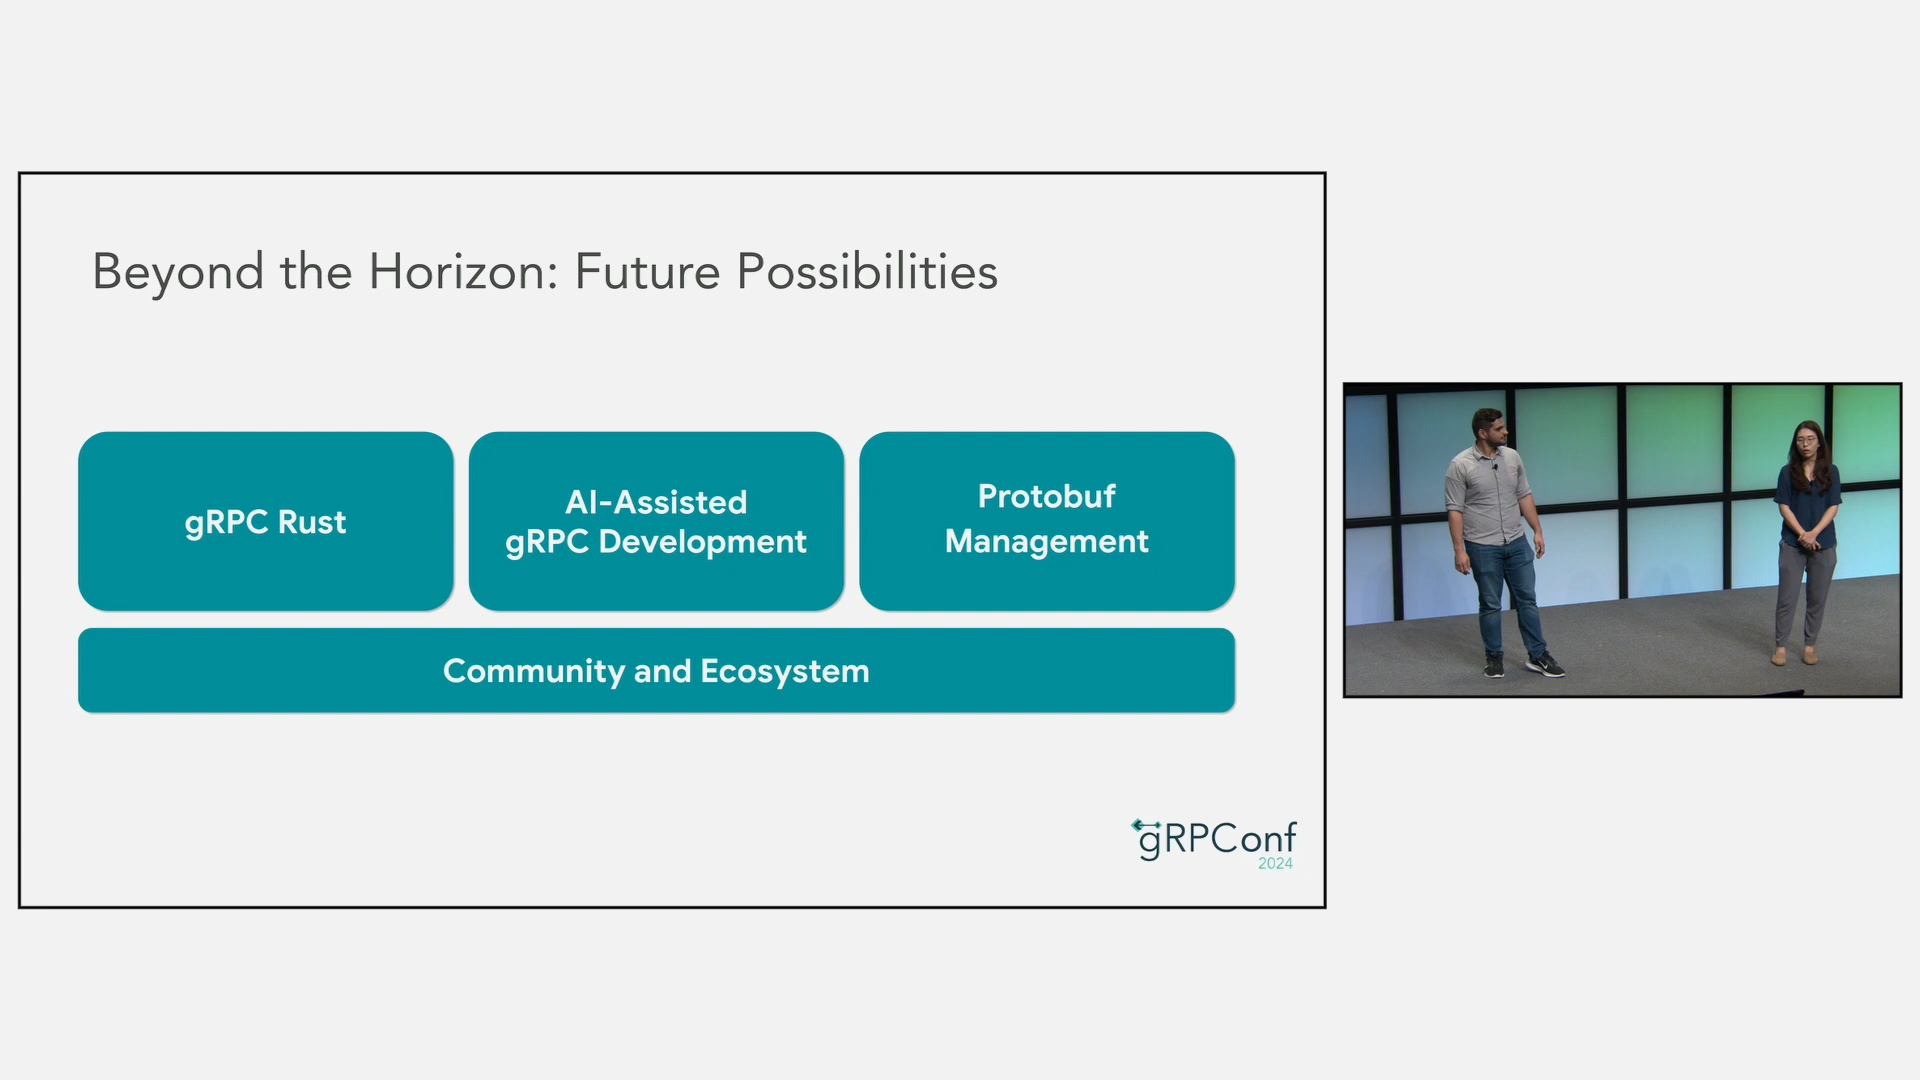 Beyond the Horizon: Future Possibilities
gRPC Rust
AI-Assisted
gRPC Development
Protobuf
Management
Community and Ecosystem
gRPConf
2024